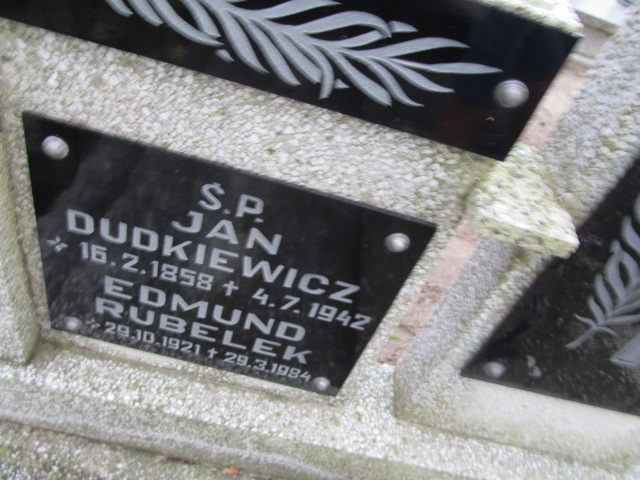 Ś.P.
JAN
DUDKIEWICZ
* 16.2.1858 + 4.7.1942
EDMUND
RUBELEK
* 29.10.1921 + 29.3.1984